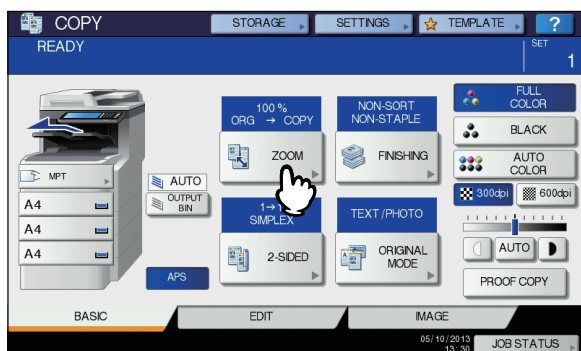 COPY
STORAGE
SETTINGS
TEMPLATE
?
READY
SET
1
100 %
ORG → COPY
ZOOM
NON-SORT
NON-STAPLE
FINISHING
FULL
COLOR
BLACK
AUTO
COLOR
300dpi
600dpi
MPT
A4
A4
A4
AUTO
OUTPUT
BIN
APS
1→1
SIMPLEX
2-SIDED
TEXT /PHOTO
ORIGINAL
MODE
AUTO
PROOF COPY
BASIC
EDIT
IMAGE
05/10/2013
13:30
JOB STATUS